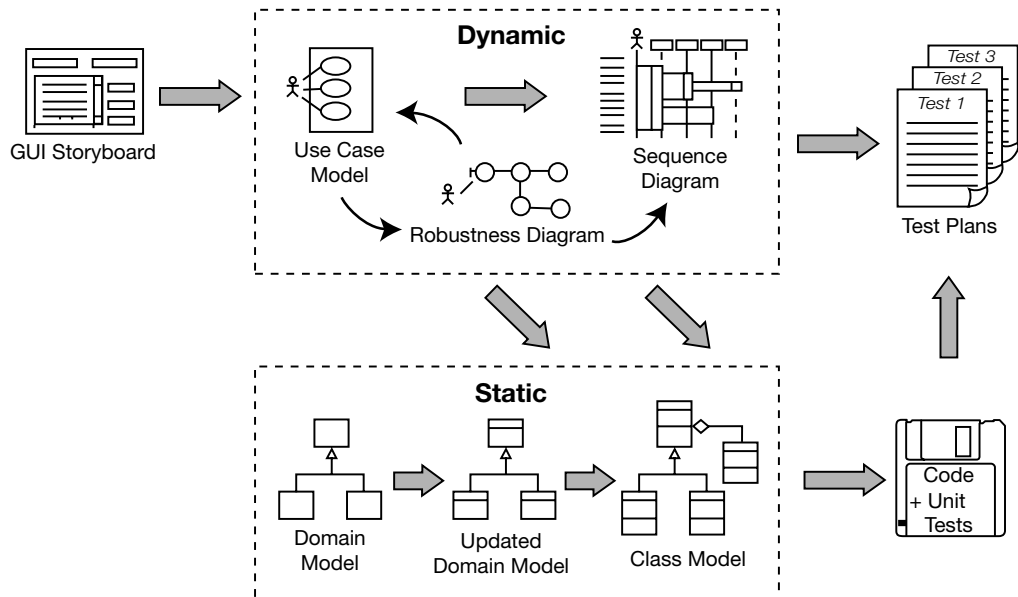 Dynamic
GUI Storyboard
Use Case
Model
Robustness Diagram
Sequence
Diagram
Test 3
Test 2
Test 1
Test Plans
Static
Domain
Model
Updated
Domain Model
Class Model
Code
+ Unit
Tests